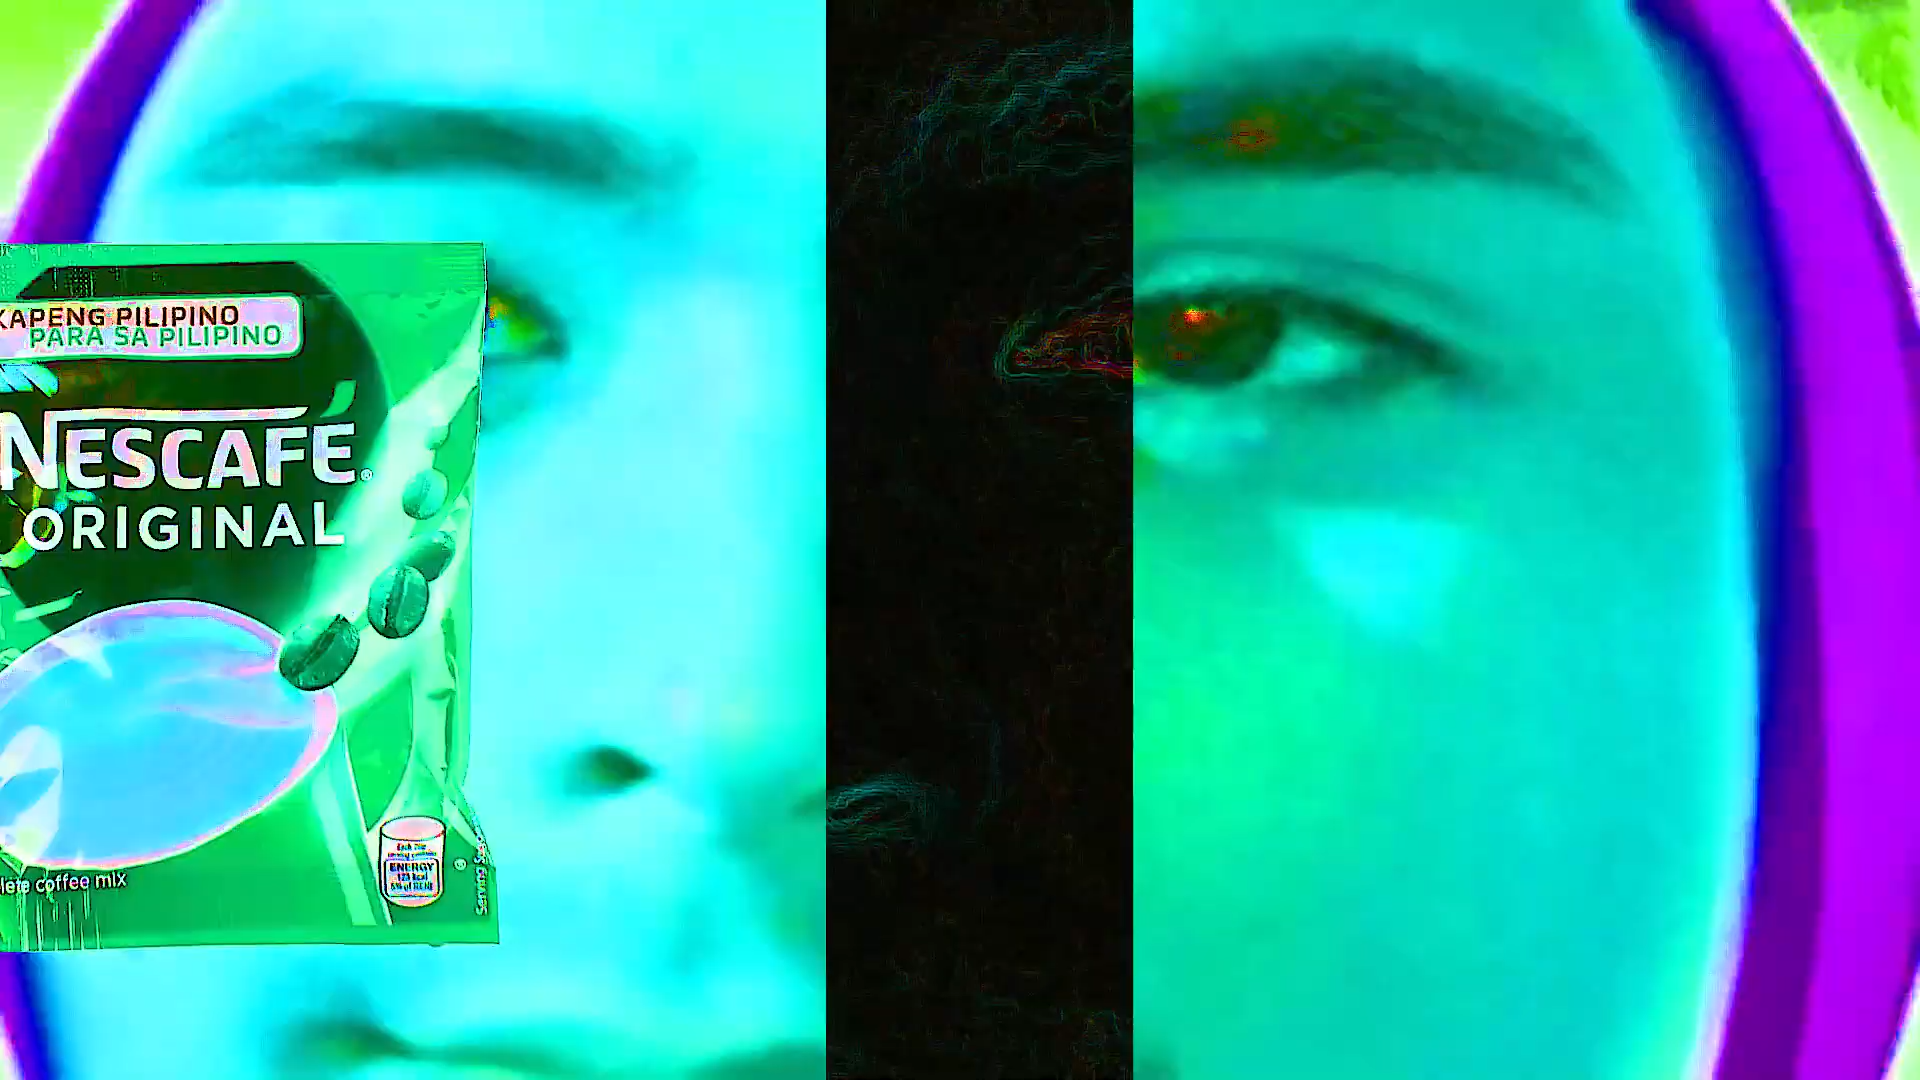 KAPENG PILIPINO
PARA SA PILIPINO
NESCAFÉ®
ORIGINAL
coffee mix
ENERGY